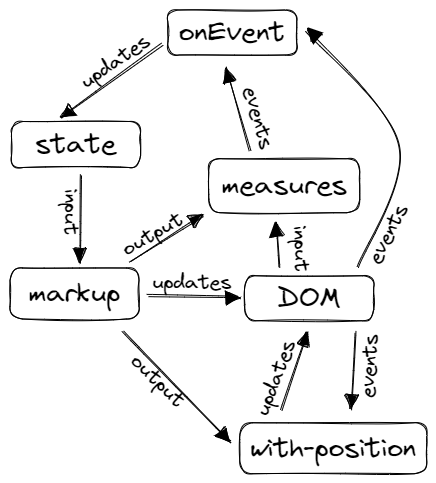 onEvent
updates
events
state
measures
input
output
input
events
markup
updates
DOM
output
updates
events
with-position